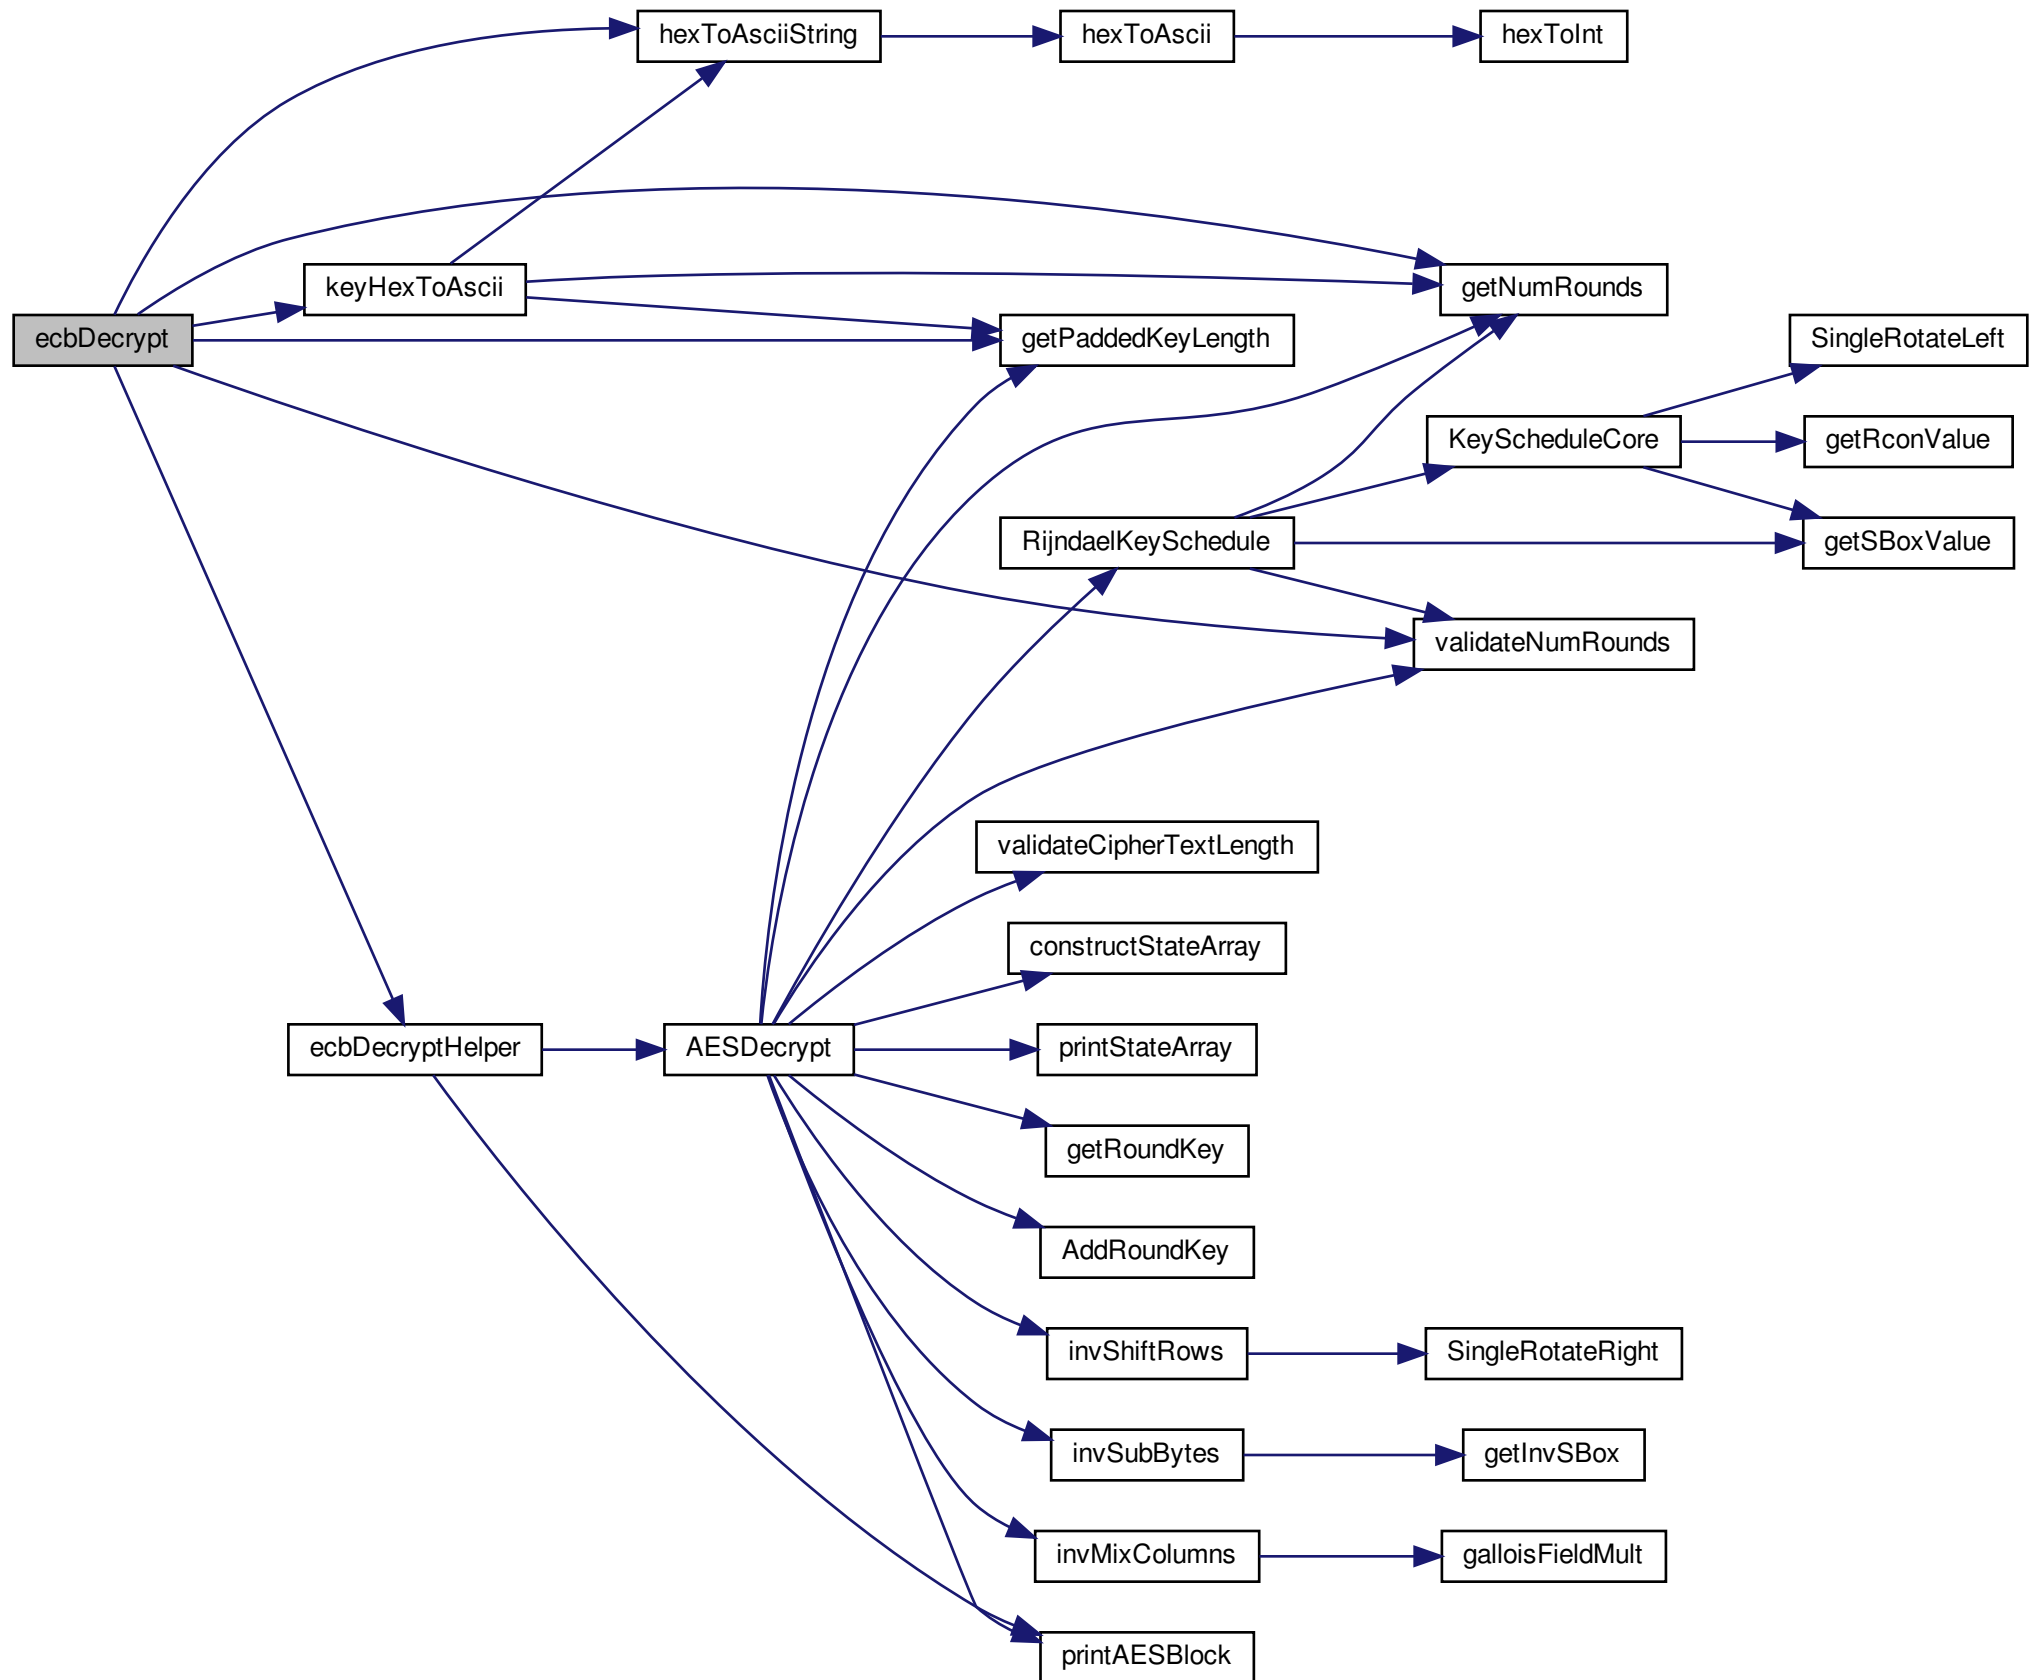 hexToAsciiString
hexToAscii
hexToInt
keyHexToAscii
getNumRounds
ecbDecrypt
getPaddedKeyLength
SingleRotateLeft
KeyScheduleCore
getRconValue
RijndaelKeySchedule
getSBoxValue
validateNumRounds
validateCipherTextLength
constructStateArray
ecbDecryptHelper
AESDecrypt
printStateArray
getRoundKey
AddRoundKey
invShiftRows
SingleRotateRight
invSubBytes
getInvSBox
invMixColumns
galloisFieldMult
printAESBlock